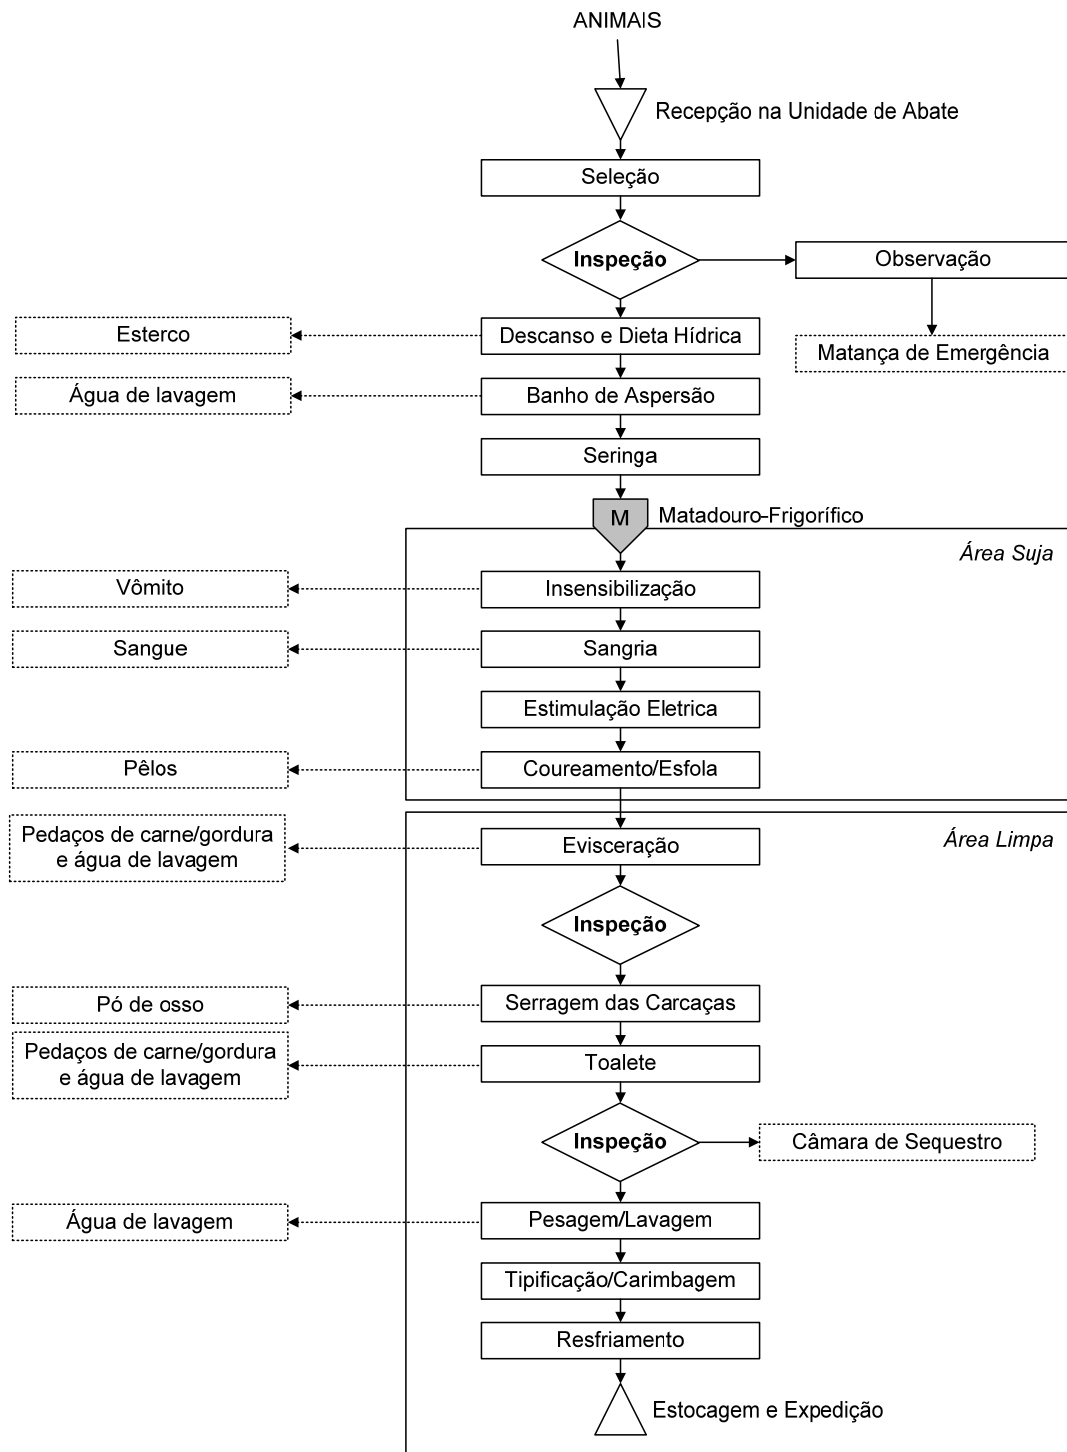 ANIMAIS
Recepção na Unidade de Abate
Seleção
Inspeção
Observação
Esterco
Descanso e Dieta Hídrica
Matança de Emergência
Água de lavagem
Banho de Aspersão
Seringa
M
Matadouro-Frigorífico
Área Suja
Vômito
Insensibilização
Sangue
Sangria
Estimulação Eletrica
Pêlos
Coureamento/Esfola
Pedaços de carne/gordura
e água de lavagem
Evisceração
Área Limpa
Inspeção
Pó de osso
Serragem das Carcaças
Pedaços de carne/gordura
e água de lavagem
Toalete
Inspeção
Câmara de Sequestro
Água de lavagem
Pesagem/Lavagem
Tipificação/Carimbagem
Resfriamento
Estocagem e Expedição